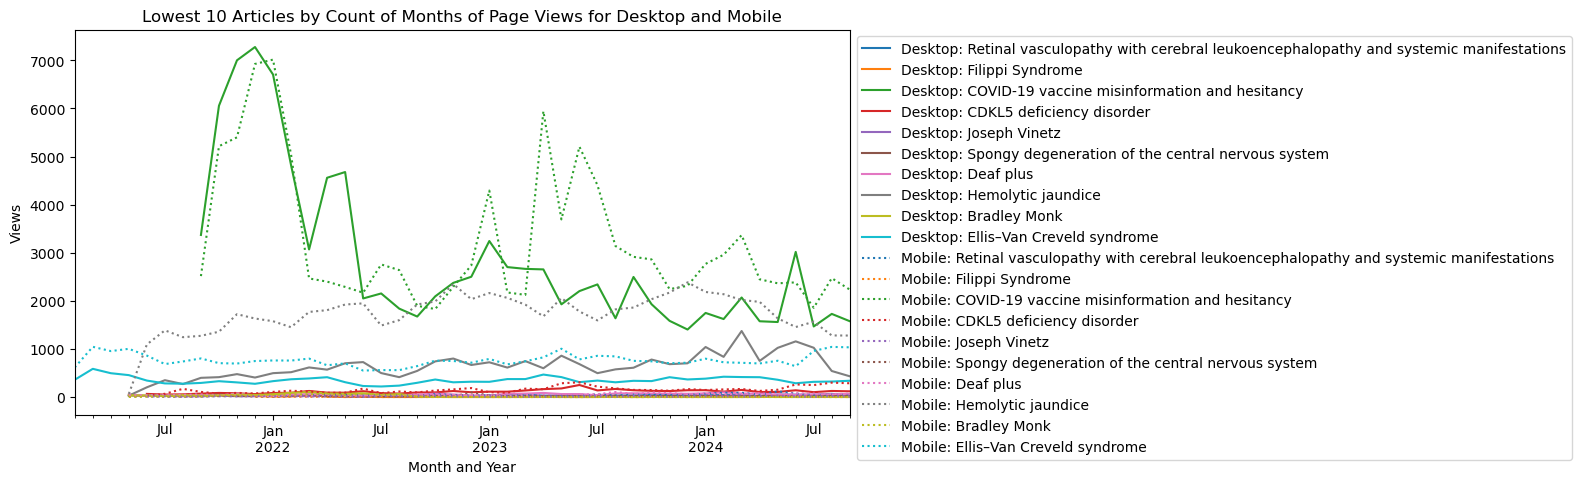 Lowest 10 Articles by Count of Months of Page Views for Desktop and Mobile
7000
6000
5000
4000
3000
2000
1000
0
Views
Jul
Jan
2022
Jul
Jan
2023
Jul
Jan
2024
Jul
Month and Year
Desktop: Retinal vasculopathy with cerebral leukoencephalopathy and systemic manifestations
Desktop: Filippi Syndrome
Desktop: COVID-19 vaccine misinformation and hesitancy
Desktop: CDKL5 deficiency disorder
Desktop: Joseph Vinetz
Desktop: Spongy degeneration of the central nervous system
Desktop: Deaf plus
Desktop: Hemolytic jaundice
Desktop: Bradley Monk
Desktop: Ellis–Van Creveld syndrome
Mobile: Retinal vasculopathy with cerebral leukoencephalopathy and systemic manifestations
Mobile: Filippi Syndrome
Mobile: COVID-19 vaccine misinformation and hesitancy
Mobile: CDKL5 deficiency disorder
Mobile: Joseph Vinetz
Mobile: Spongy degeneration of the central nervous system
Mobile: Deaf plus
Mobile: Hemolytic jaundice
Mobile: Bradley Monk
Mobile: Ellis–Van Creveld syndrome